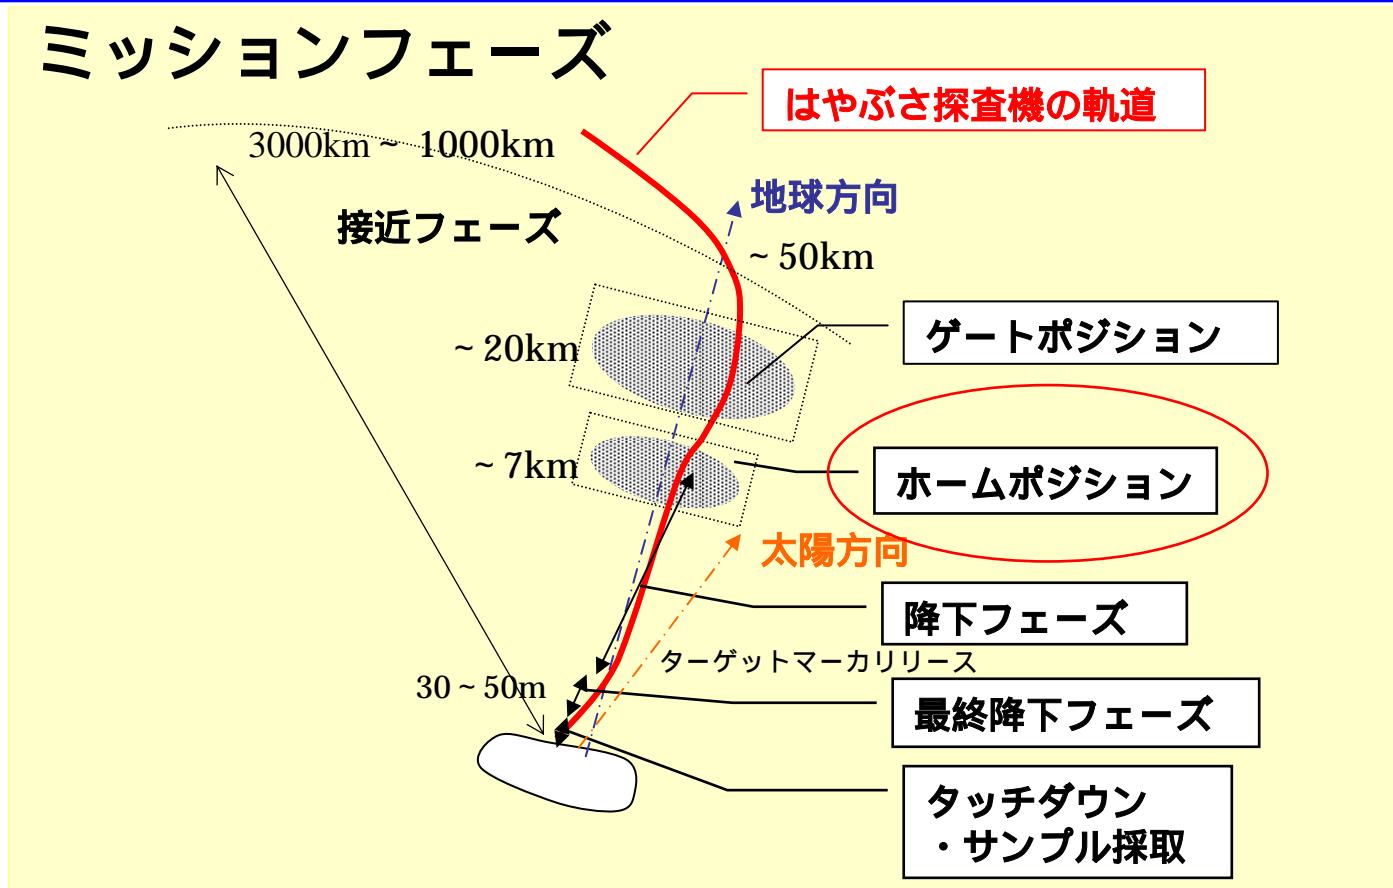 ミッションフェーズ
はやぶさ探査機の軌道
3000km ~ 1000km
地球方向
接近フェーズ
~ 50km
ゲートポジション
~ 20km
~ 7km
ホームポジション
太陽方向
降下フェーズ
ターゲットマーカリリース
30 ~ 50m
最終降下フェーズ
タッチダウン
・サンプル採取